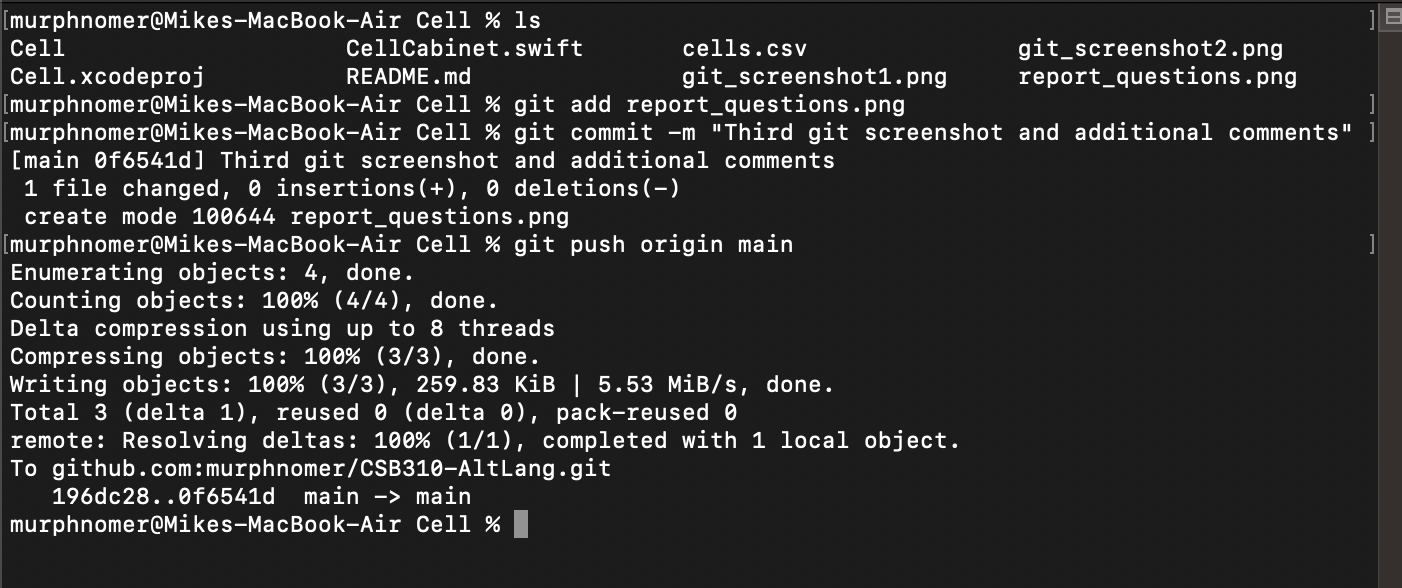 [murphnomer@Mikes-MacBook-Air Cell % ls ]
Cell CellCabinet.swift cells.csv git_screenshot2.png
Cell.xcodeproj README.md git_screenshot1.png report_questions.png
[murphnomer@Mikes-MacBook-Air Cell % git add report_questions.png ]
[murphnomer@Mikes-MacBook-Air Cell % git commit -m "Third git screenshot and additional comments" ]
[main 0f6541d] Third git screenshot and additional comments
 1 file changed, 0 insertions(+), 0 deletions(-)
 create mode 100644 report_questions.png
[murphnomer@Mikes-MacBook-Air Cell % git push origin main ]
Enumerating objects: 4, done.
Counting objects: 100% (4/4), done.
Delta compression using up to 8 threads
Compressing objects: 100% (3/3), done.
Writing objects: 100% (3/3), 259.83 KiB | 5.53 MiB/s, done.
Total 3 (delta 1), reused 0 (delta 0), pack-reused 0
remote: Resolving deltas: 100% (1/1), completed with 1 local object.
To github.com:murphnomer/CSB310-AltLang.git
   196dc28..0f6541d  main -> main
murphnomer@Mikes-MacBook-Air Cell %